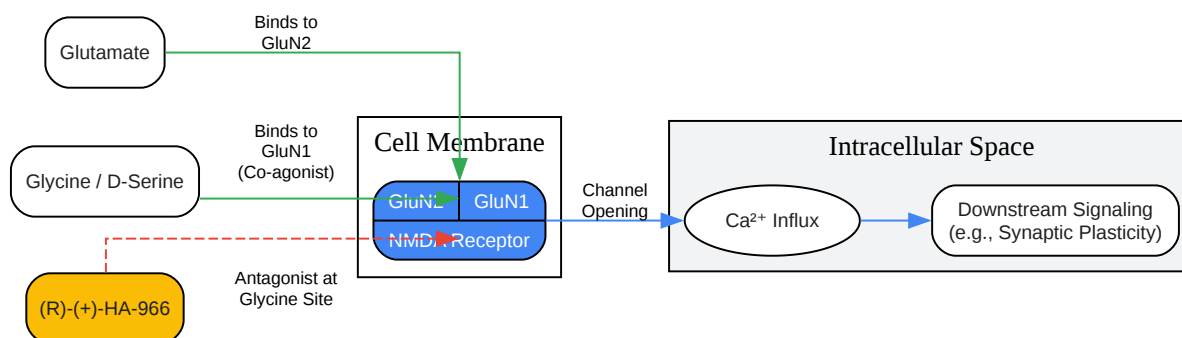 Glutamate
Binds to
GluN2
Cell Membrane
Binds to
GluN1
(Co-agonist)
Glycine / D-Serine
GluN2
GluN1
NMDA Receptor
Antagonist at
Glycine Site
(R)-(+)-HA-966
Channel
Opening
Intracellular Space
Ca²⁺ Influx
Downstream Signaling
(e.g., Synaptic Plasticity)